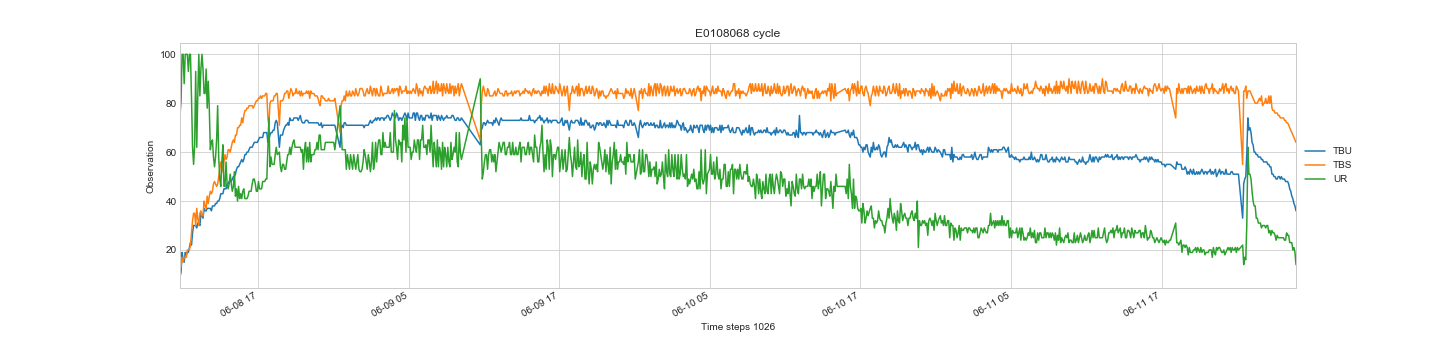 E0108068 cycle
100
80
60
40
20
Observation
06-08 17
06-09 05
06-09 17
06-10 05
06-10 17
06-11 05
06-11 17
Time steps 1026
TBU
TBS
UR